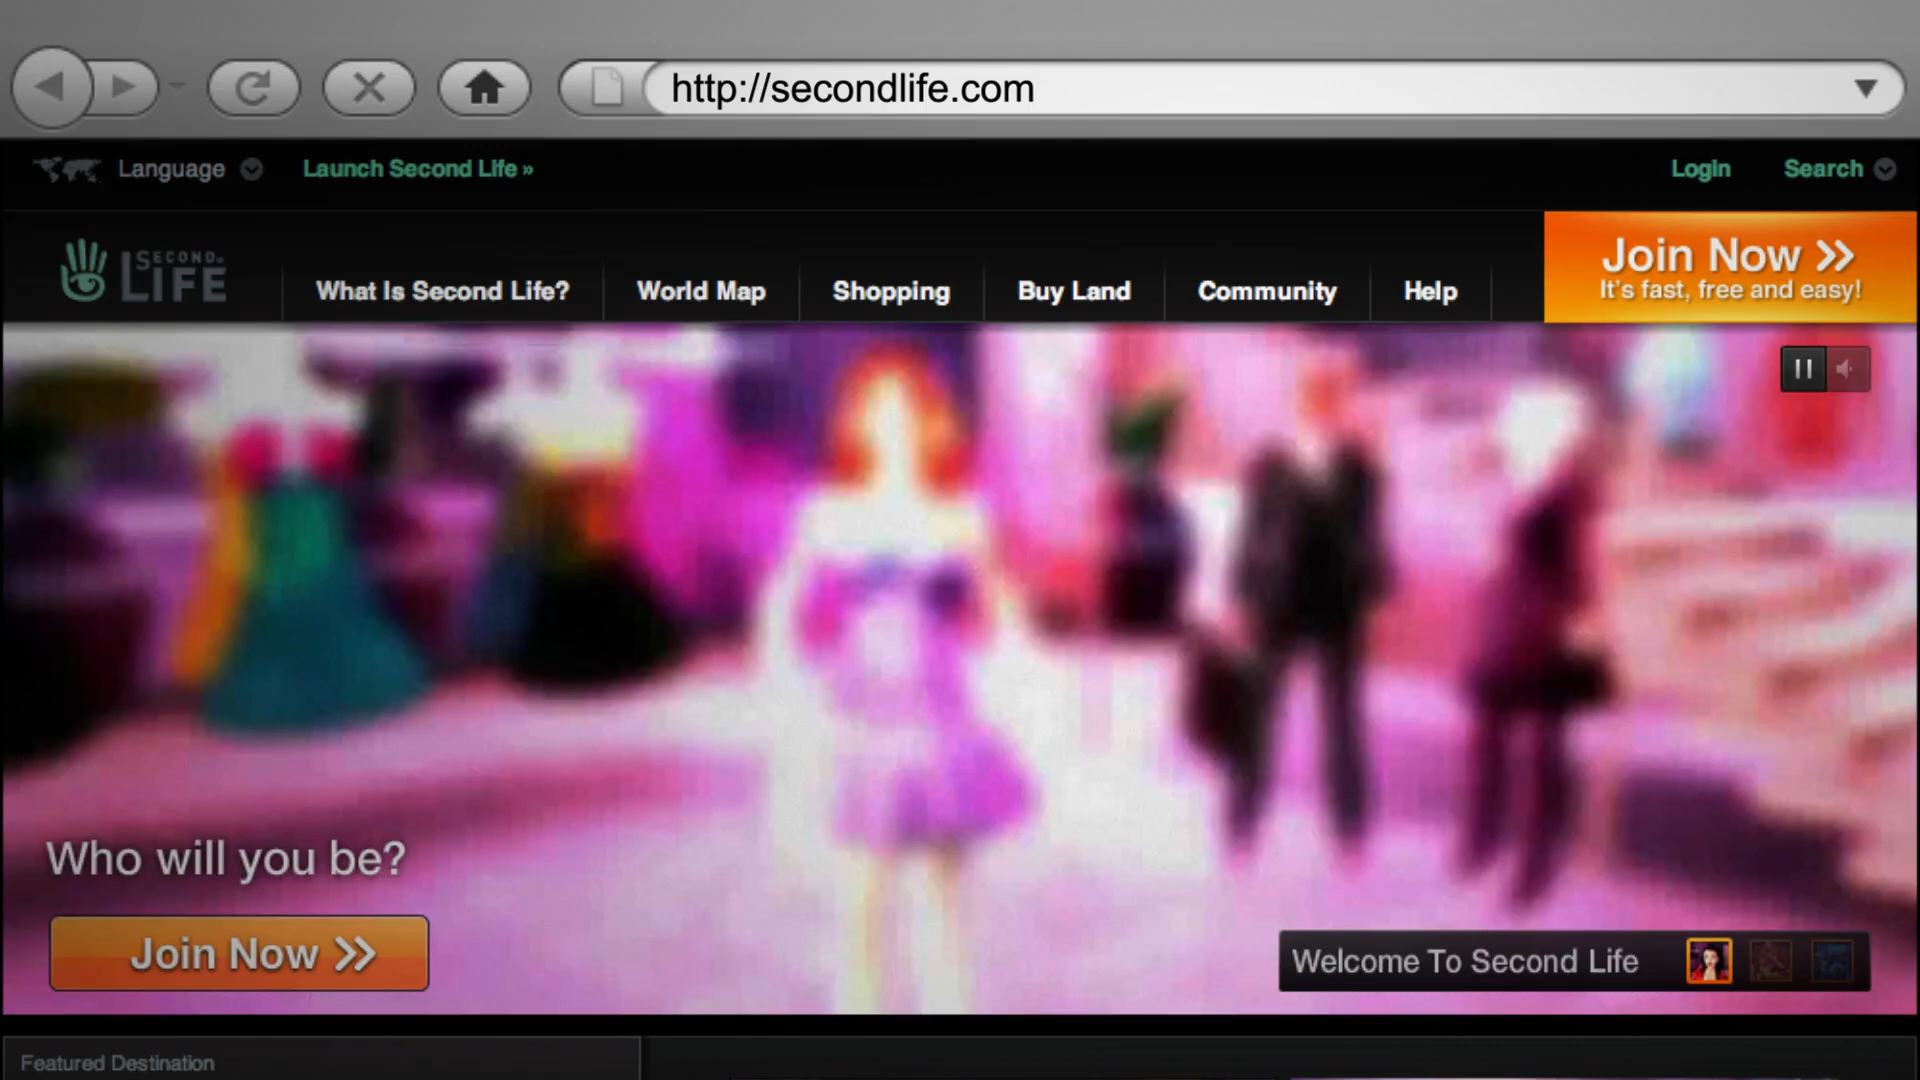 http://secondlife.com
Language
Launch Second Life »
Login
Search
SECOND
LIFE
What Is Second Life?
World Map
Shopping
Buy Land
Community
Help
Join Now »
It's fast, free and easy!
Who will you be?
Join Now »
Welcome To Second Life
Featured Destination